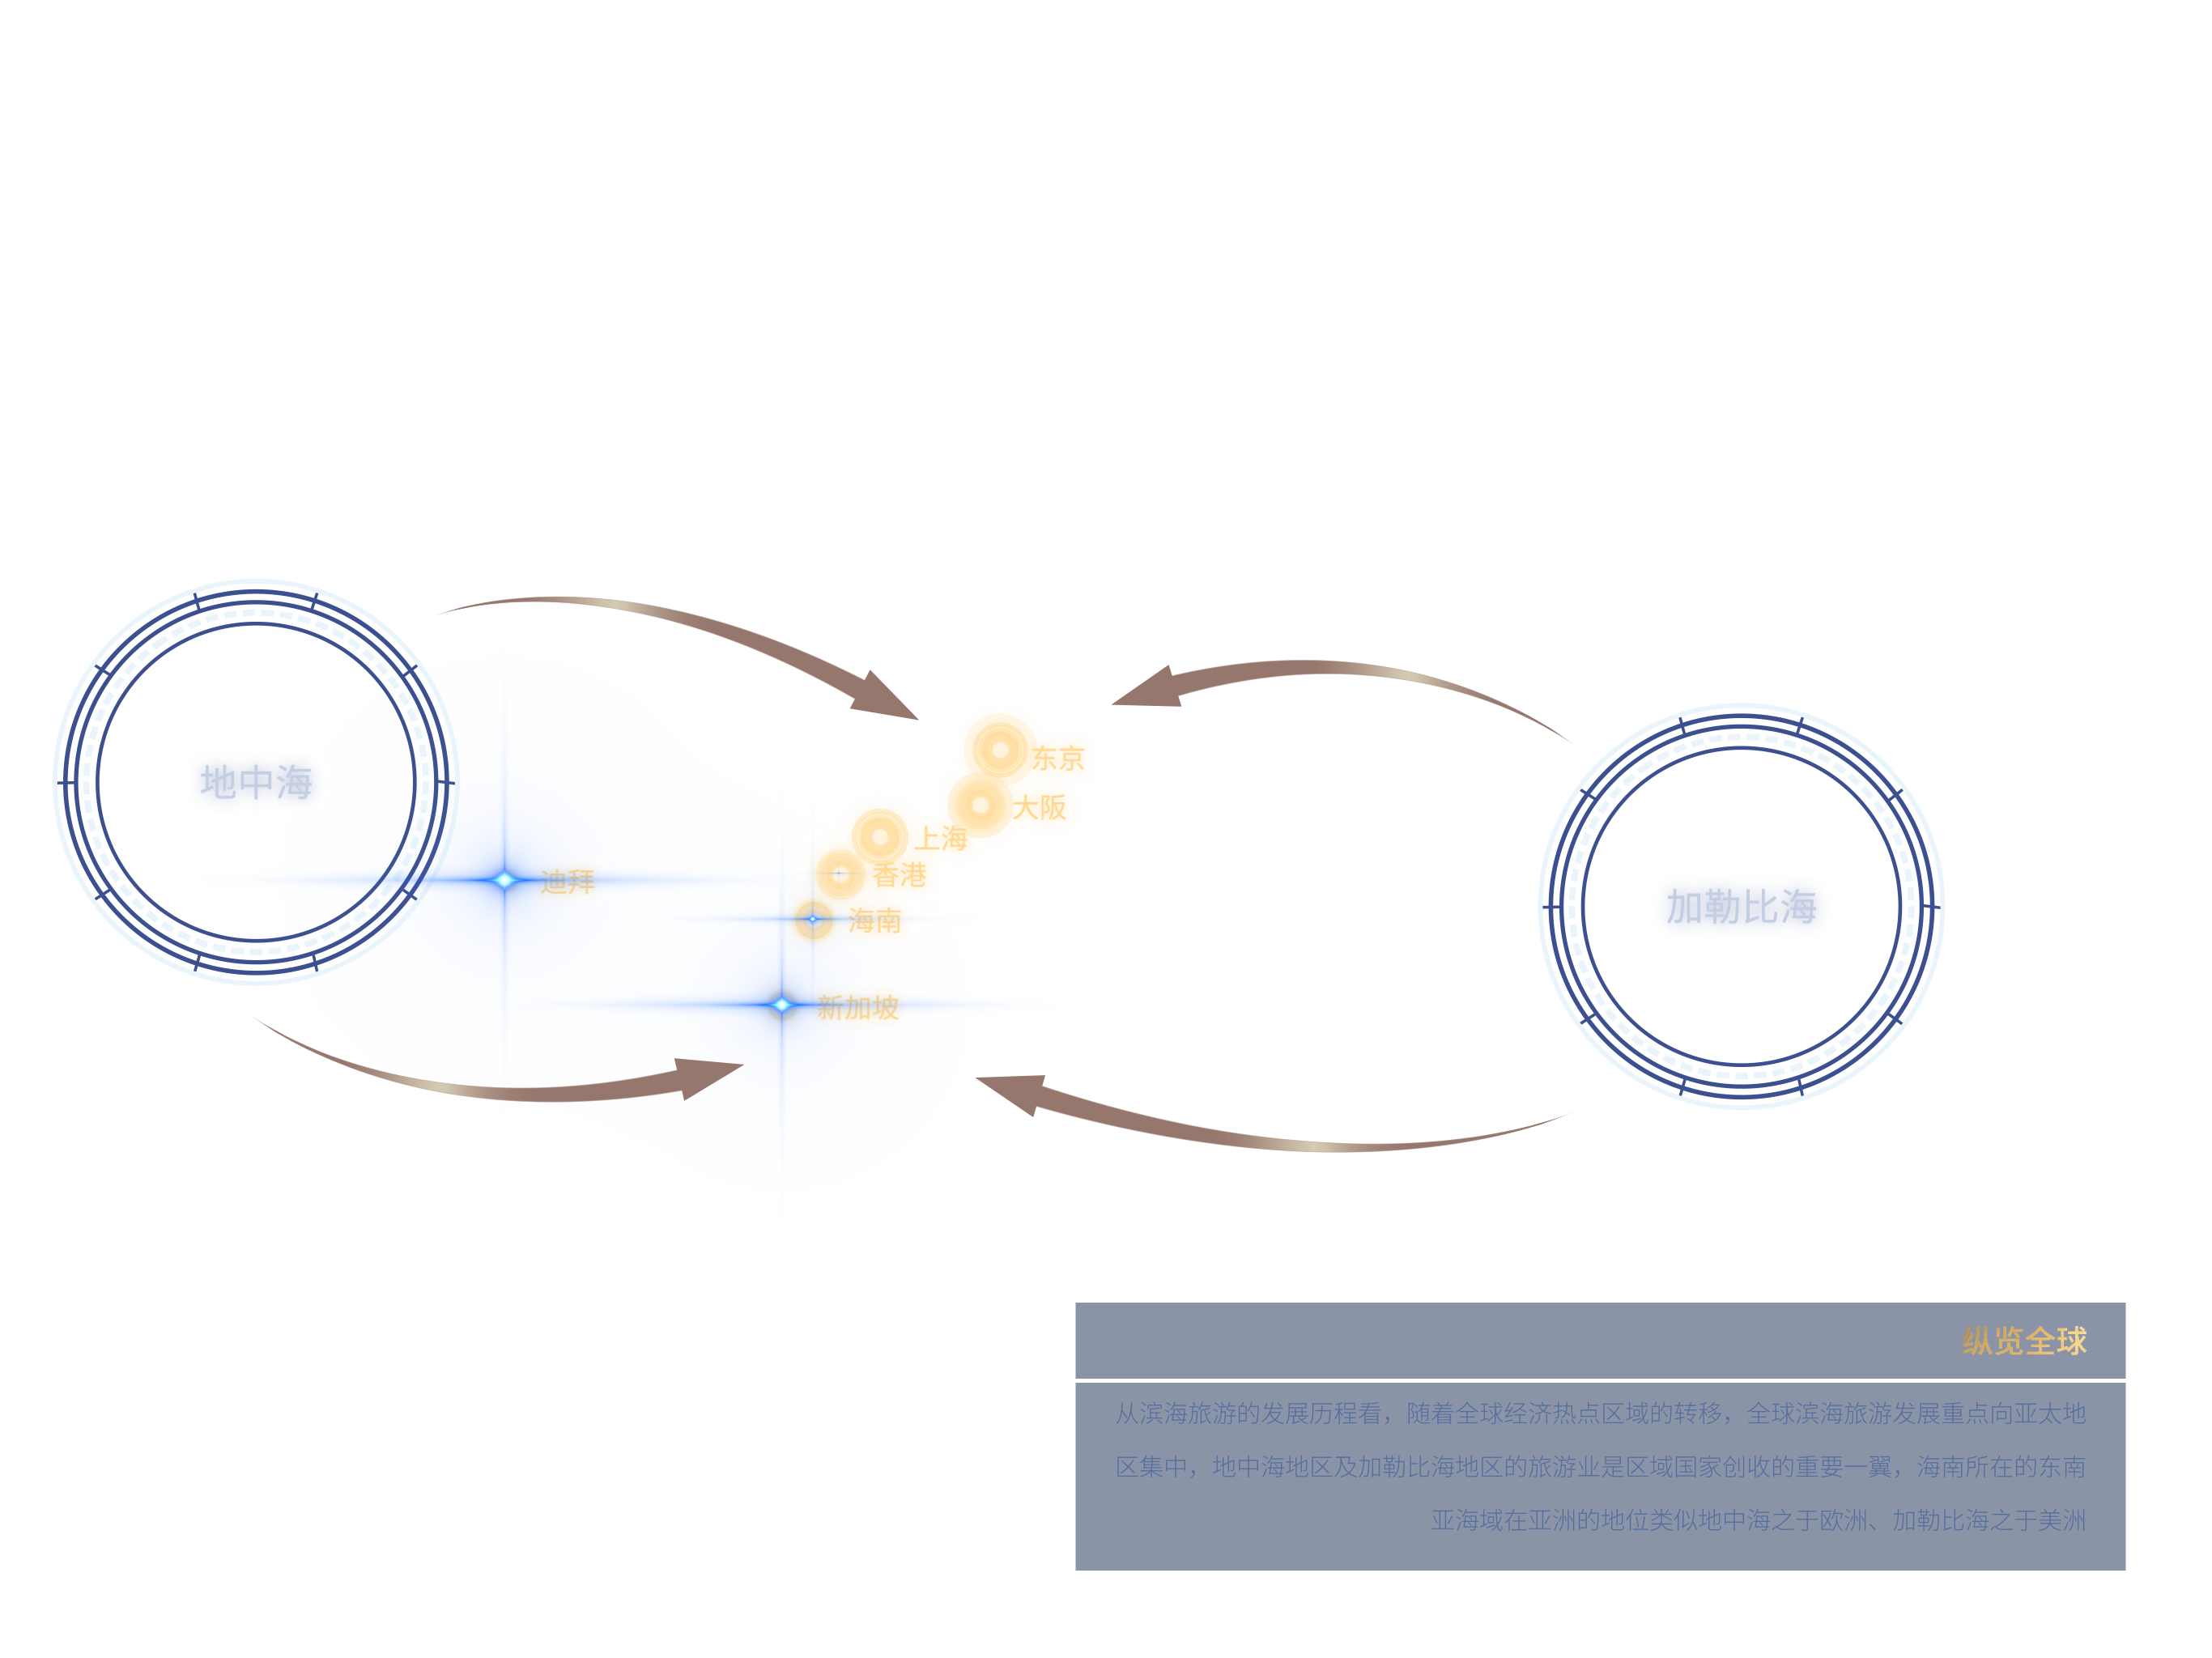 东京
地中海
大阪
上海
香港
迪拜
加勒比海
海南
新加坡
纵览全球
从滨海旅游的发展历程看，随着全球经济热点区域的转移，全球滨海旅游发展重点向亚太地
区集中，地中海地区及加勒比海地区的旅游业是区域国家创收的重要一翼，海南所在的东南
亚海域在亚洲的地位类似地中海之于欧洲、加勒比海之于美洲